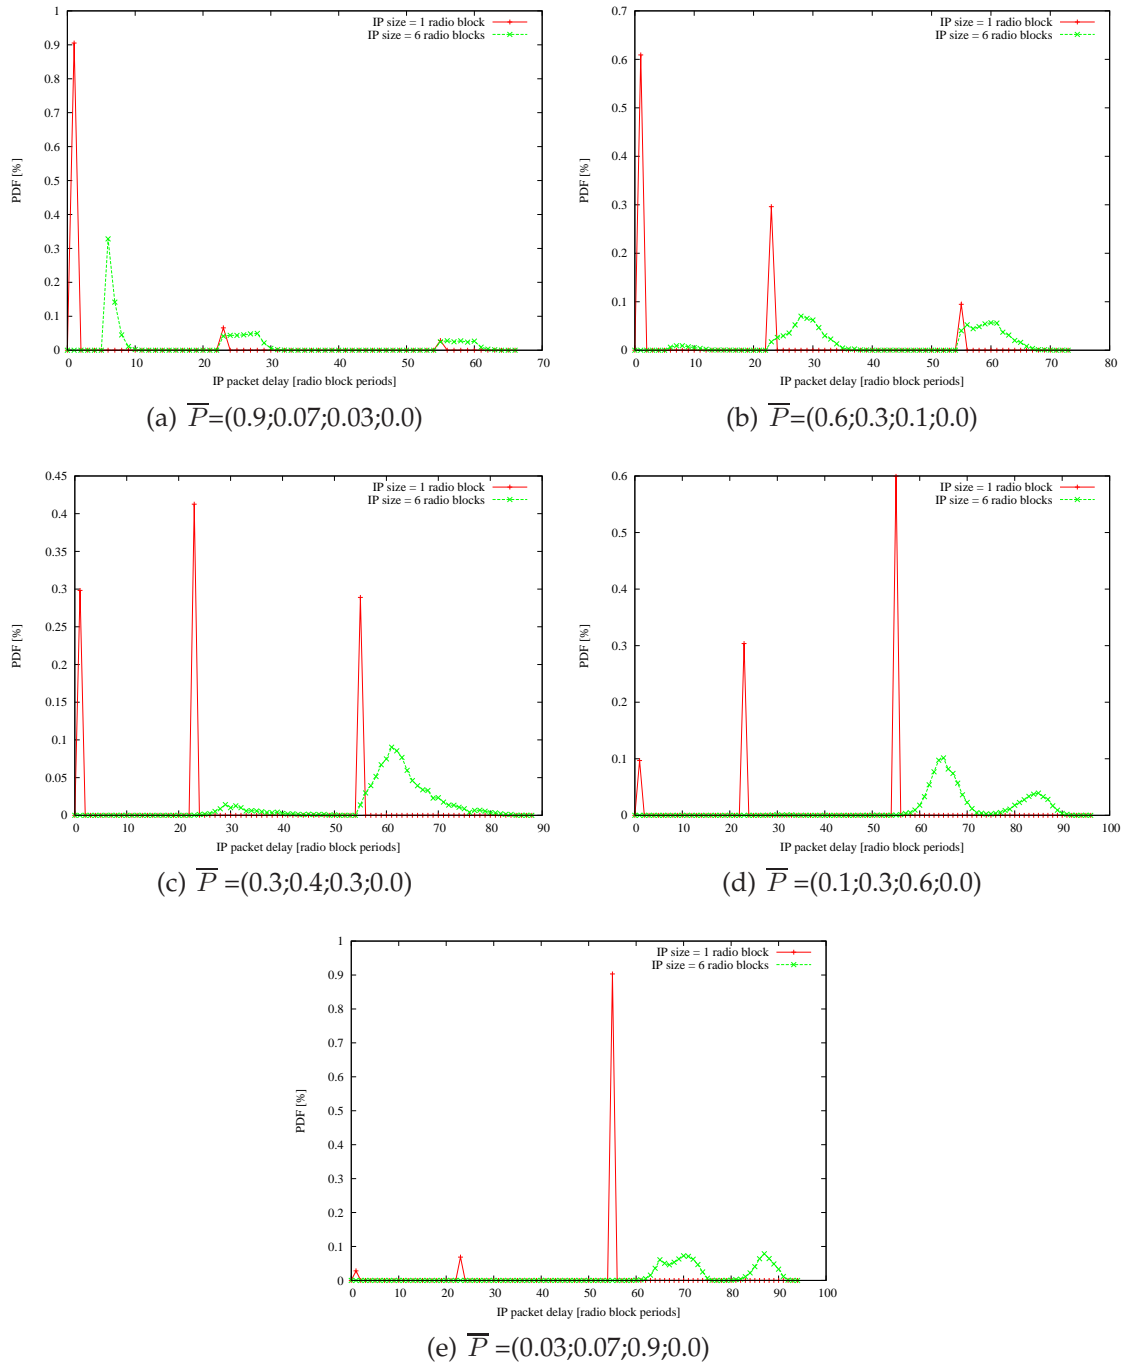 PDF [%]
1
0.9
0.8
0.7
0.6
0.5
0.4
0.3
0.2
0.1
0
IP size = 1 radio block
IP size = 6 radio blocks
0 10 20 30 40 50 60 70
IP packet delay [radio block periods]
(a) P=(0.9;0.07;0.03;0.0)
PDF [%]
0.7
0.6
0.5
0.4
0.3
0.2
0.1
0
IP size = 1 radio block
IP size = 6 radio blocks
0 10 20 30 40 50 60 70 80
IP packet delay [radio block periods]
(b) P=(0.6;0.3;0.1;0.0)
PDF [%]
0.45
0.4
0.35
0.3
0.25
0.2
0.15
0.1
0.05
0
IP size = 1 radio block
IP size = 6 radio blocks
0 10 20 30 40 50 60 70 80 90
IP packet delay [radio block periods]
(c) P =(0.3;0.4;0.3;0.0)
PDF [%]
0.6
0.5
0.4
0.3
0.2
0.1
0
IP size = 1 radio block
IP size = 6 radio blocks
0 10 20 30 40 50 60 70 80 90 100
IP packet delay [radio block periods]
(d) P =(0.1;0.3;0.6;0.0)
PDF [%]
1
0.9
0.8
0.7
0.6
0.5
0.4
0.3
0.2
0.1
0
IP size = 1 radio block
IP size = 6 radio blocks
0 10 20 30 40 50 60 70 80 90 100
IP packet delay [radio block periods]
(e) P =(0.03;0.07;0.9;0.0)